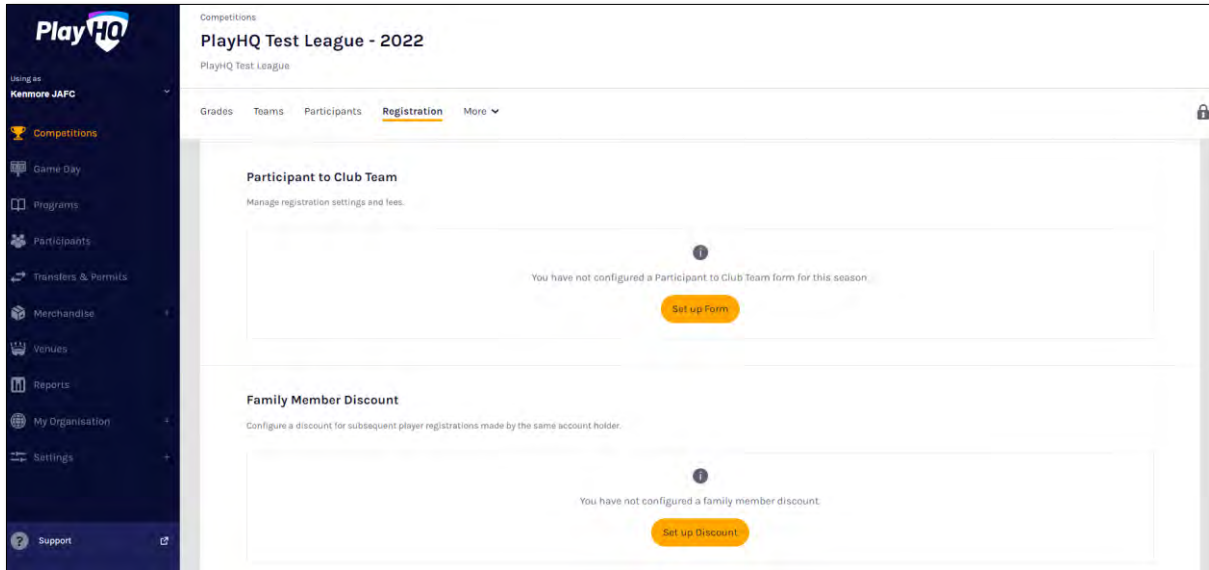 PlayHQ
Using as
Kenmore JAFC
Competitions
Game Day
Programs
Participants
Transfers & Permits
Merchandise +
Venues
Reports
My Organisation +
Settings +
Support
Competitions
PlayHQ Test League - 2022
PlayHQ Test League
Grades Teams Participants Registration More
Participant to Club Team
Manage registration settings and fees.
You have not configured a Participant to Club Team form for this season.
Set up Form
Family Member Discount
Configure a discount for subsequent player registrations made by the same account holder.
You have not configured a family member discount.
Set up Discount